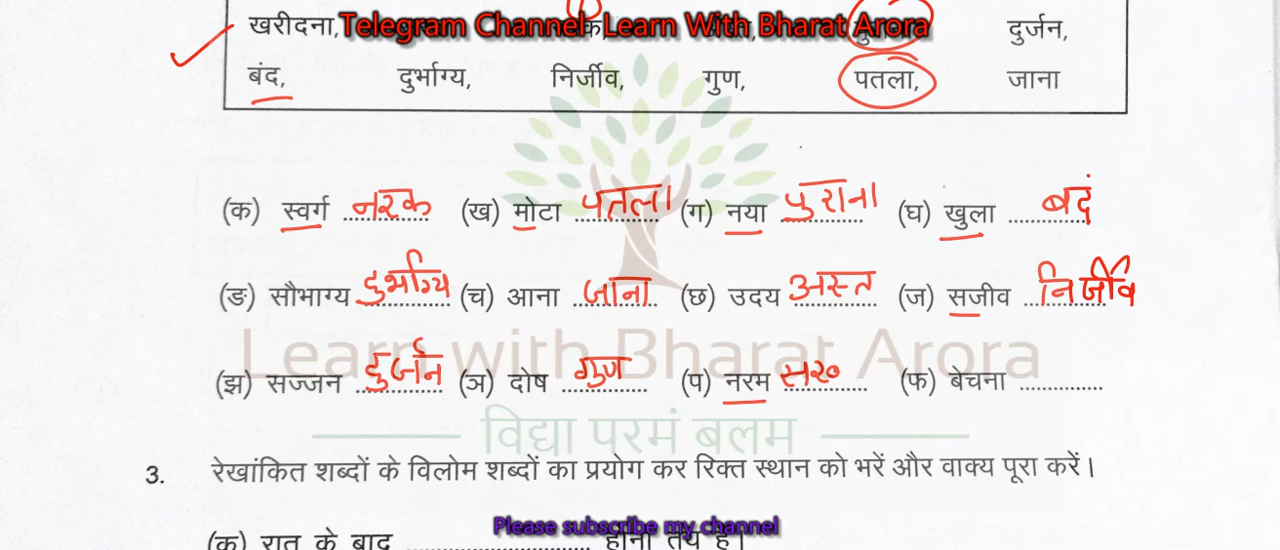 खरीदना, Telegram Channel- Learn With Bharat Arora दुर्जन,
बंद, दुर्भाग्य, निर्जीव, गुण, पतला, जाना
(क) स्वर्ग नरक (ख) मोटा पतला (ग) नया पुराना (घ) खुला बदं
(ङ) सौभाग्य दुर्भाग्य (च) आना जाना (छ) उदय अस्त (ज) सजीव निर्जीव
(झ) सज्जन दुर्जन (ञ) दोष गुण (प) नरम सख (फ) बेचना ..............
Learn with Bharat Arora
विद्या परमं बलम
3. रेखांकित शब्दों के विलोम शब्दों का प्रयोग कर रिक्त स्थान को भरें और वाक्य पूरा करें।
Please subscribe my channel
(क) रात के बाद .............................. होना तय है।